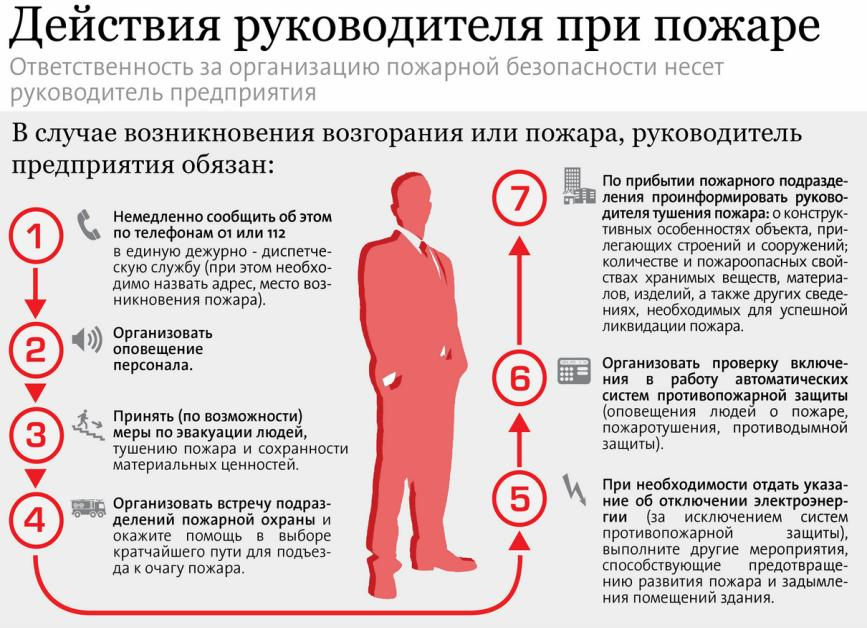 Действия руководителя при пожаре
Ответственность за организацию пожарной безопасности несет
руководитель предприятия
В случае возникновения возгорания или пожара, руководитель
предприятия обязан:
1
Немедленно сообщить об этом
по телефонам 01 или 112
в единую дежурно - диспетче-
скую службу (при этом необхо-
димо назвать адрес, место воз-
никновения пожара).
2
Организовать
оповещение
персонала.
3
Принять (по возможности)
меры по эвакуации людей,
тушению пожара и сохранности
материальных ценностей.
4
Организовать встречу подраз-
делений пожарной охраны и
окажите помощь в выборе
кратчайшего пути для подъез-
да к очагу пожара.
5
При необходимости отдать указа-
ние об отключении электроэнер-
гии (за исключением систем
противопожарной защиты),
выполните другие мероприятия,
способствующие предотвраще-
нию развития пожара и задымле-
ния помещений здания.
6
Организовать проверку включе-
ния в работу автоматических
систем противопожарной защиты
(оповещения людей о пожаре,
пожаротушения, противодымной
защиты).
7
По прибытии пожарного подразде-
ления проинформировать руково-
дителя тушения пожара: о конструк-
тивных особенностях объекта, при-
легающих строений и сооружений;
количестве и пожароопасных свой-
ствах хранимых веществ, материа-
лов, изделий, а также других сведе-
ниях, необходимых для успешной
ликвидации пожара.